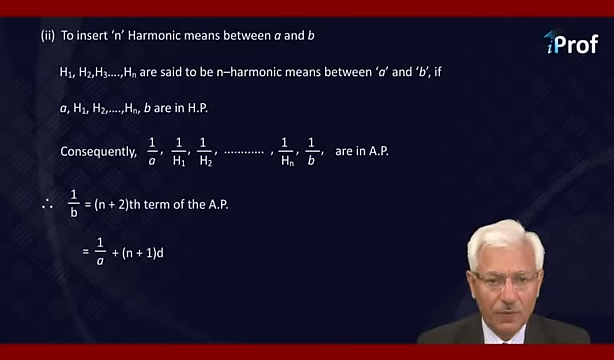 (ii) To insert ‘n’ Harmonic means between a and b
iProf
H₁, H₂,H₃....,Hₙ are said to be n–harmonic means between ‘a’ and ‘b’, if
a, H₁, H₂,....,Hₙ, b are in H.P.
Consequently, 1/a, 1/H₁, 1/H₂, ............ , 1/Hₙ, 1/b, are in A.P.
∴ 1/b = (n + 2)th term of the A.P.
= 1/a + (n + 1)d